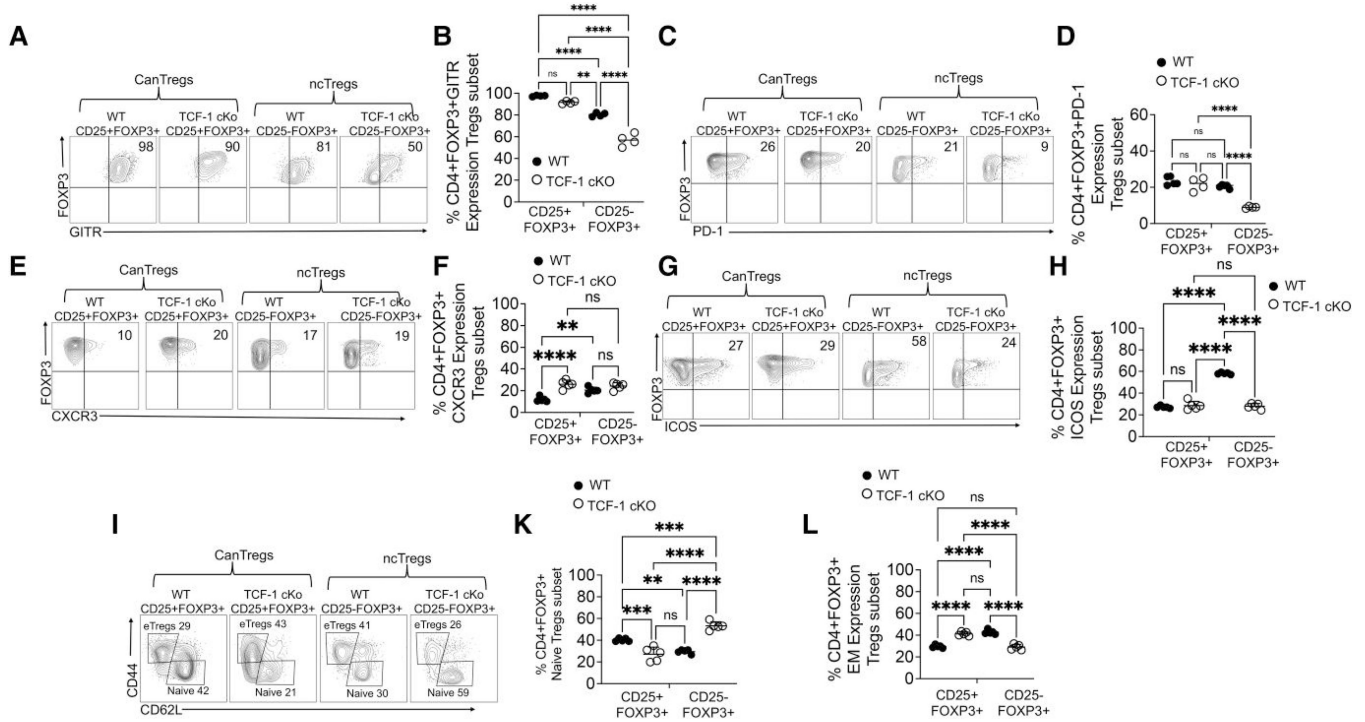 A
CanTregs
ncTregs
WT
CD25+FOXP3+
TCF-1 cKo
CD25+FOXP3+
WT
CD25-FOXP3+
TCF-1 cKO
CD25-FOXP3+
98
90
81
50
FOXP3
GITR
B
****
****
****
ns
**
****
% CD4+FOXP3+GITR
Expression Tregs subset
100
80
60
40
20
0
WT
TCF-1 cKO
CD25+
FOXP3+
CD25-
FOXP3+
C
CanTregs
ncTregs
WT
CD25+FOXP3+
TCF-1 cKo
CD25+FOXP3+
WT
CD25-FOXP3+
TCF-1 cKo
CD25-FOXP3+
26
20
21
9
FOXP3
PD-1
D
WT
TCF-1 cKO
****
ns
ns
ns
****
% CD4+FOXP3+PD-1
Expression
Tregs subset
60
40
20
0
CD25+
FOXP3+
CD25-
FOXP3+
E
CanTregs
ncTregs
WT
CD25+FOXP3+
TCF-1 cKo
CD25+FOXP3+
WT
CD25-FOXP3+
TCF-1 cKo
CD25-FOXP3+
10
20
17
19
FOXP3
CXCR3
F
WT
TCF-1 cKO
ns
**
****
ns
% CD4+FOXP3+
CXCR3 Expression
Tregs subset
100
80
60
40
20
0
CD25+
FOXP3+
CD25-
FOXP3+
G
CanTregs
ncTregs
WT
CD25+FOXP3+
TCF-1 cKo
CD25+FOXP3+
WT
CD25-FOXP3+
TCF-1 cKo
CD25-FOXP3+
27
29
58
24
FOXP3
ICOS
H
ns
WT
TCF-1 cKO
****
****
****
ns
% CD4+FOXP3+
ICOS Expression
Tregs subset
100
80
60
40
20
0
CD25+
FOXP3+
CD25-
FOXP3+
I
CanTregs
ncTregs
WT
CD25+FOXP3+
TCF-1 cKo
CD25+FOXP3+
WT
CD25-FOXP3+
TCF-1 cKo
CD25-FOXP3+
eTregs 29
eTregs 43
eTregs 41
eTregs 26
Naive 42
Naive 21
Naive 30
Naive 59
CD44
CD62L
WT
TCF-1 cKO
K
***
****
**
****
***
ns
% CD4+FOXP3+
Naive Tregs subset
100
80
60
40
20
0
CD25+
FOXP3+
CD25-
FOXP3+
WT
TCF-1 cKO
L
ns
****
****
ns
****
****
% CD4+FOXP3+
EM Expression
Tregs subset
100
80
60
40
20
0
CD25+
FOXP3+
CD25-
FOXP3+